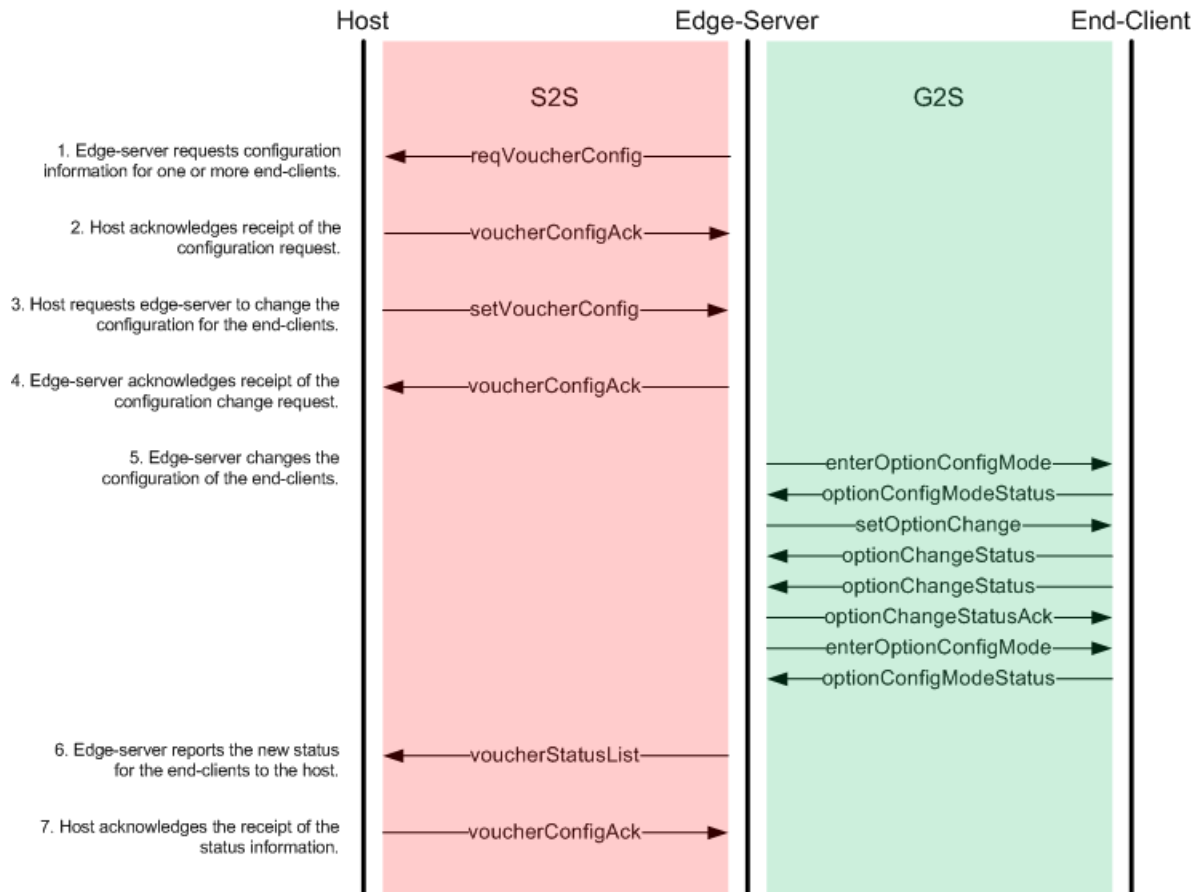 Host
Edge-Server
End-Client
S2S
G2S
1. Edge-server requests configuration
information for one or more end-clients.
reqVoucherConfig
2. Host acknowledges receipt of the
configuration request.
voucherConfigAck
3. Host requests edge-server to change the
configuration for the end-clients.
setVoucherConfig
4. Edge-server acknowledges receipt of the
configuration change request.
voucherConfigAck
5. Edge-server changes the
configuration of the end-clients.
enterOptionConfigMode
optionConfigModeStatus
setOptionChange
optionChangeStatus
optionChangeStatus
optionChangeStatusAck
enterOptionConfigMode
optionConfigModeStatus
6. Edge-server reports the new status
for the end-clients to the host.
voucherStatusList
7. Host acknowledges the receipt of the
status information.
voucherConfigAck